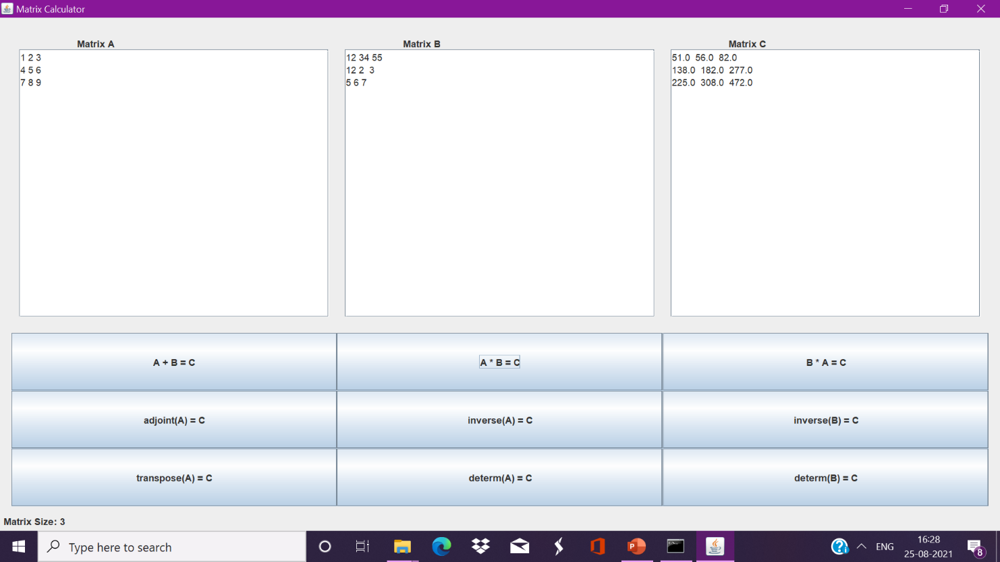 Matrix Calculator
Matrix A
1 2 3
4 5 6
7 8 9
Matrix B
12 34 55
12 2  3
5 6 7
Matrix C
51.0  56.0  82.0
138.0  182.0  277.0
225.0  308.0  472.0
A + B = C
A * B = C
B * A = C
adjoint(A) = C
inverse(A) = C
inverse(B) = C
transpose(A) = C
determ(A) = C
determ(B) = C
Matrix Size: 3
Type here to search
ENG
16:28
25-08-2021
8